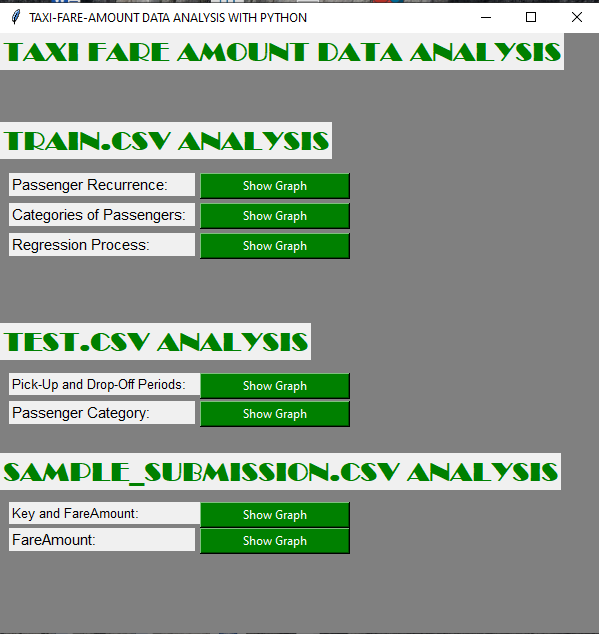 TAXI-FARE-AMOUNT DATA ANALYSIS WITH PYTHON
TAXI FARE AMOUNT DATA ANALYSIS
TRAIN.CSV ANALYSIS
Passenger Recurrence: Show Graph
Categories of Passengers: Show Graph
Regression Process: Show Graph
TEST.CSV ANALYSIS
Pick-Up and Drop-Off Periods: Show Graph
Passenger Category: Show Graph
SAMPLE_SUBMISSION.CSV ANALYSIS
Key and FareAmount: Show Graph
FareAmount: Show Graph